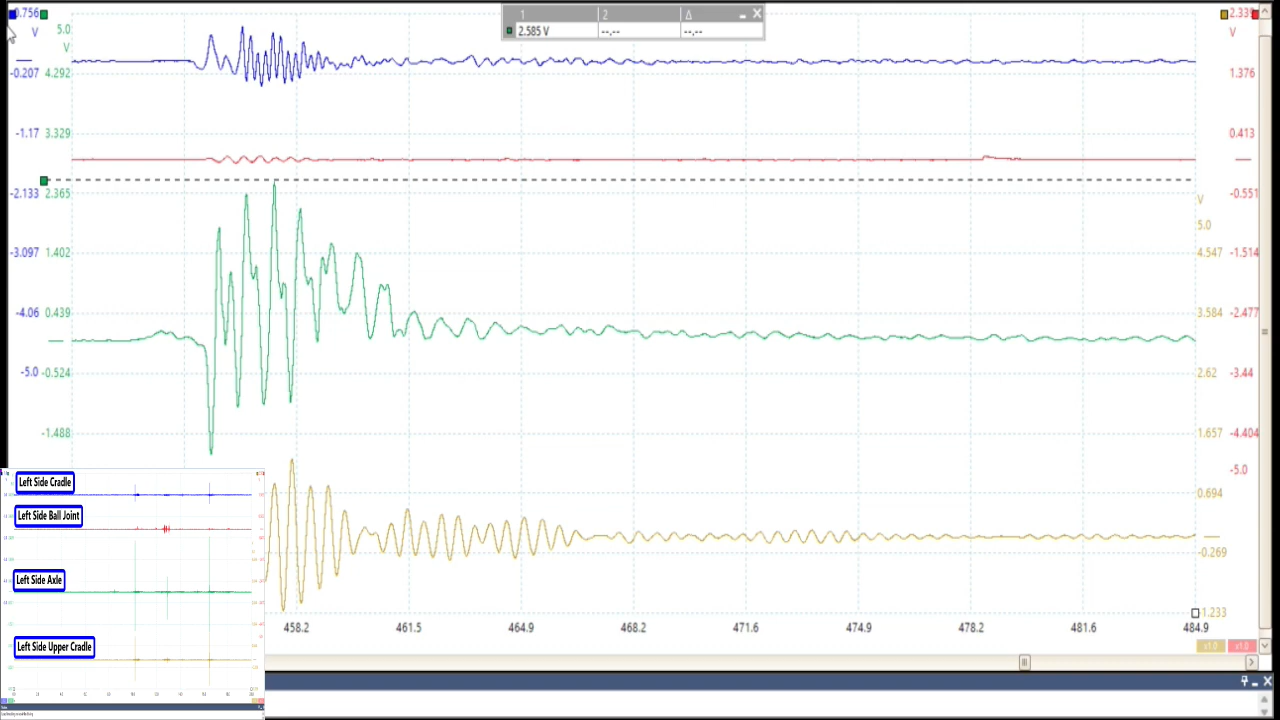 0.756
V
5.0
V
1 2 Δ
2.585 V --,-- --,--
V
-0.207 4.292 1.376
-1.17 3.329 0.413
-2.133 2.365 -0.551
V
5.0
-3.097 1.402 4.547 -1.514
-4.06 0.439 3.584 -2.477
-5.0 -0.524 2.62 -3.44
-1.488 1.657 -4.404
-5.0
Left Side Cradle
0.694
Left Side Ball Joint
-0.269
Left Side Axle
-1.233
458.2 461.5 464.9 468.2 471.6 474.9 478.2 481.6 484.9
Left Side Upper Cradle
x1.0 x1.0